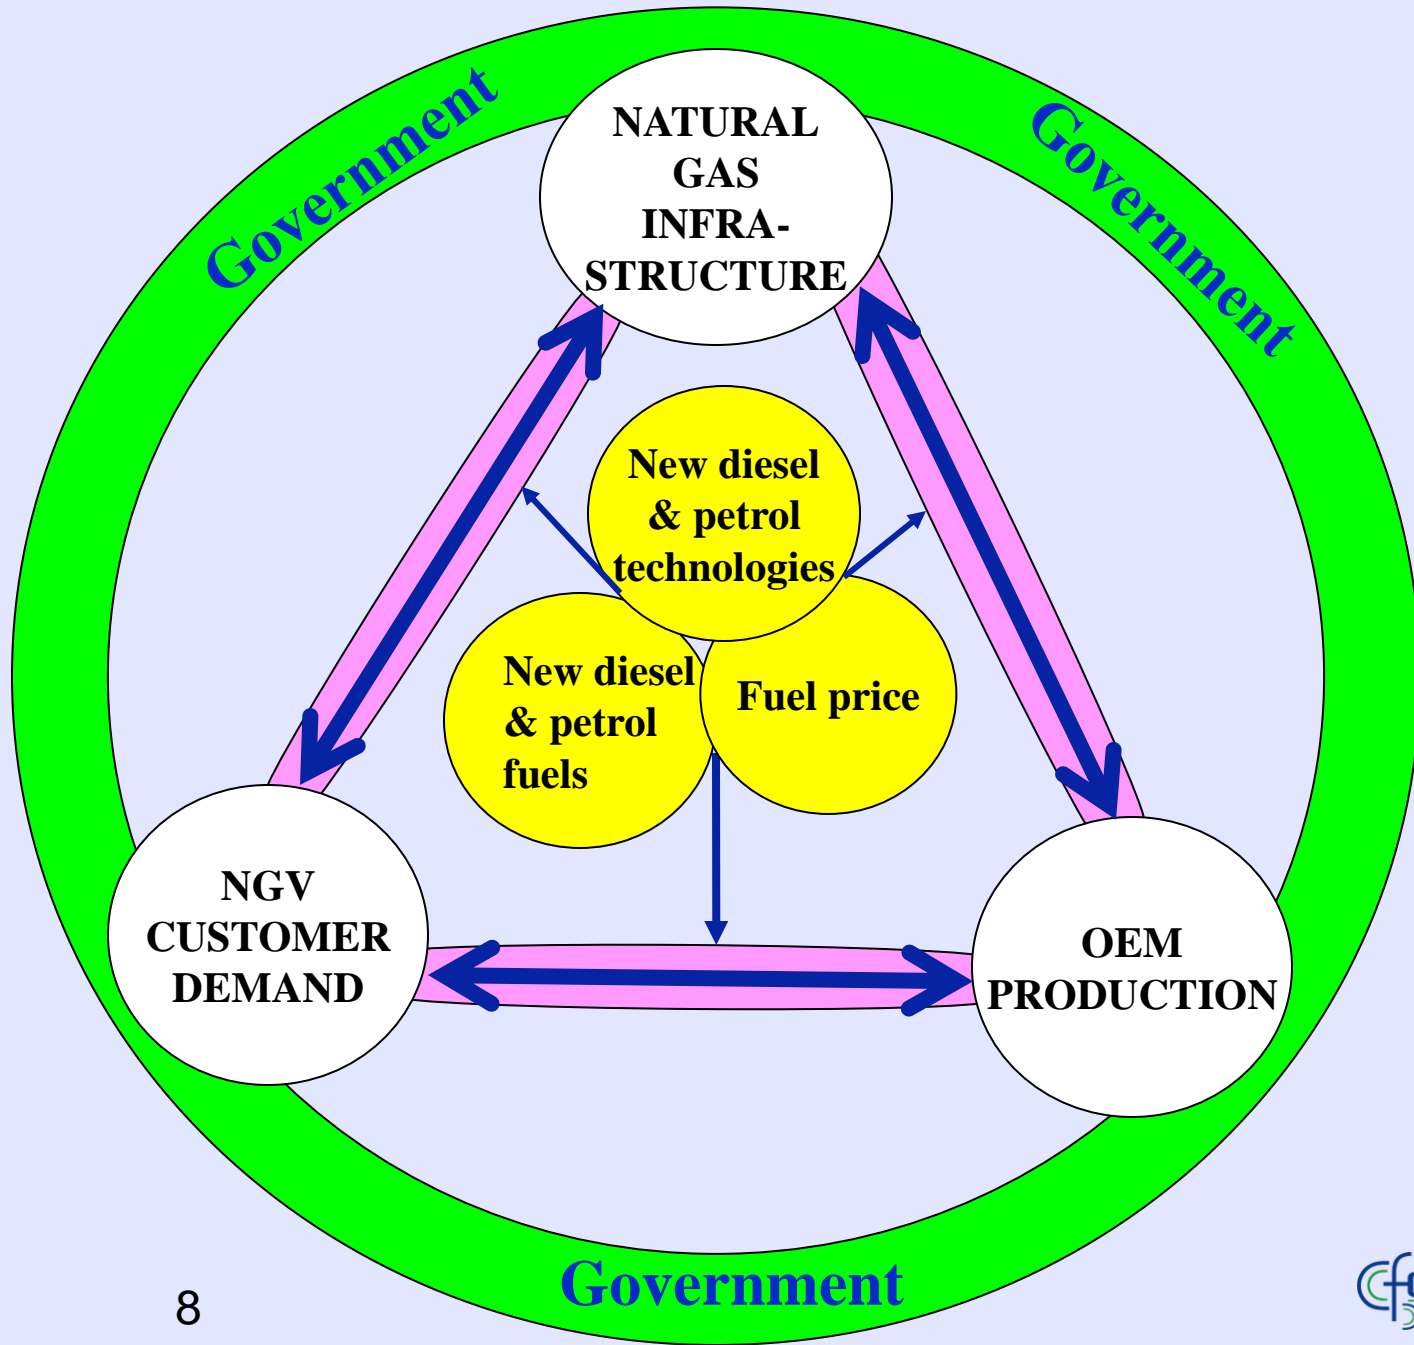 Government
Government
NATURAL
GAS
INFRA-
STRUCTURE
New diesel
& petrol
technologies
New diesel
& petrol
fuels
Fuel price
NGV
CUSTOMER
DEMAND
OEM
PRODUCTION
Government
8